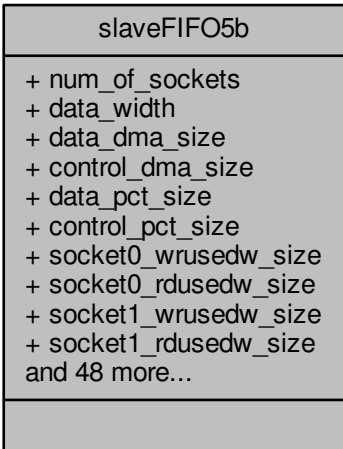 slaveFIFO5b
+ num_of_sockets
+ data_width
+ data_dma_size
+ control_dma_size
+ data_pct_size
+ control_pct_size
+ socket0_wrusedw_size
+ socket0_rdusedw_size
+ socket1_wrusedw_size
+ socket1_rdusedw_size
and 48 more...